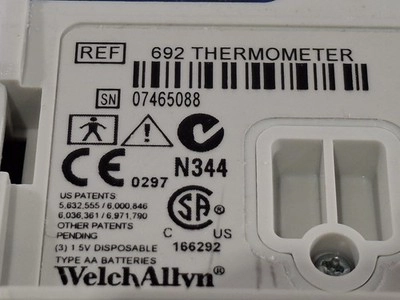 REF 692 THERMOMETER
SN 07465088
CE 0297 N344
US PATENTS
5,632,555 / 6,000,846
6,036,361 / 6,971,790
OTHER PATENTS
PENDING
SA ®
C US
166292
(3) 1.5V DISPOSABLE
TYPE AA BATTERIES
WelchAllyn®